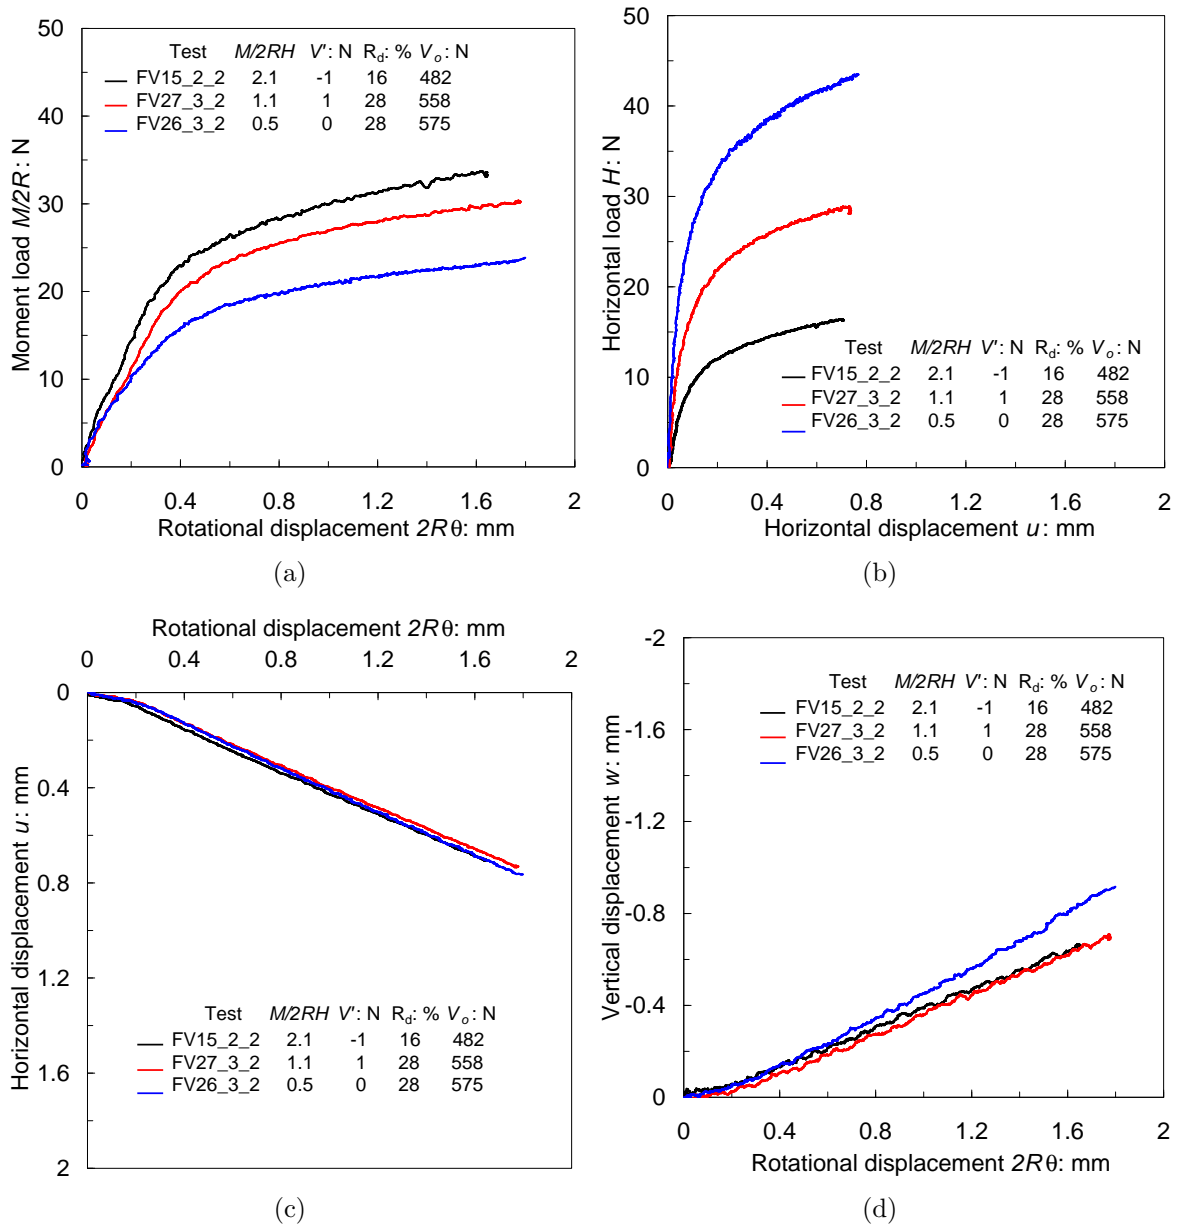 50
40
30
20
10
0
Moment load M/2R: N
Test M/2RH V': N Rd: % Vo: N
FV15_2_2 2.1 -1 16 482
FV27_3_2 1.1 1 28 558
FV26_3_2 0.5 0 28 575
0 0.4 0.8 1.2 1.6 2
Rotational displacement 2Rθ: mm
(a)
50
40
30
20
10
0
Horizontal load H: N
Test M/2RH V': N Rd: % Vo: N
FV15_2_2 2.1 -1 16 482
FV27_3_2 1.1 1 28 558
FV26_3_2 0.5 0 28 575
0 0.4 0.8 1.2 1.6 2
Horizontal displacement u: mm
(b)
Rotational displacement 2Rθ: mm
0 0.4 0.8 1.2 1.6 2
0
0.4
0.8
1.2
1.6
2
Horizontal displacement u: mm
Test M/2RH V': N Rd: % Vo: N
FV15_2_2 2.1 -1 16 482
FV27_3_2 1.1 1 28 558
FV26_3_2 0.5 0 28 575
(c)
-2
-1.6
-1.2
-0.8
-0.4
0
Vertical displacement w: mm
Test M/2RH V': N Rd: % Vo: N
FV15_2_2 2.1 -1 16 482
FV27_3_2 1.1 1 28 558
FV26_3_2 0.5 0 28 575
0 0.4 0.8 1.2 1.6 2
Rotational displacement 2Rθ: mm
(d)